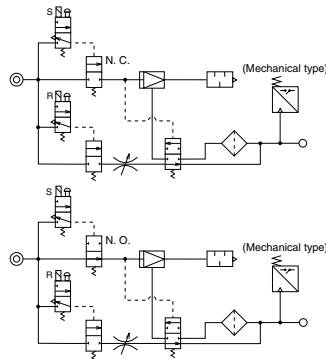 S
N. C.
(Mechanical type)
R
S
N. O.
(Mechanical type)
R